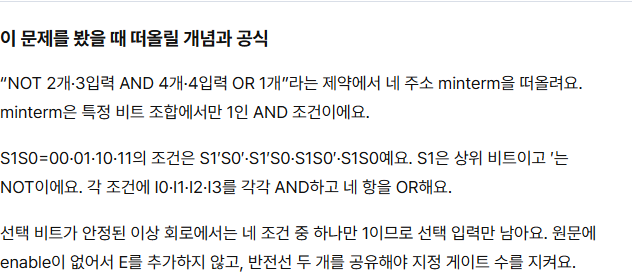 이 문제를 봤을 때 떠올릴 개념과 공식
“NOT 2개·3입력 AND 4개·4입력 OR 1개”라는 제약에서 네 주소 minterm을 떠올려요.
minterm은 특정 비트 조합에서만 1인 AND 조건이에요.
S1S0=00·01·10·11의 조건은 S1′S0′·S1′S0·S1S0′·S1S0예요. S1은 상위 비트이고 ′는
NOT이에요. 각 조건에 I0·I1·I2·I3를 각각 AND하고 네 항을 OR해요.
선택 비트가 안정된 이상 회로에서는 네 조건 중 하나만 1이므로 선택 입력만 남아요. 원문에
enable이 없어서 E를 추가하지 않고, 반전선 두 개를 공유해야 지정 게이트 수를 지켜요.